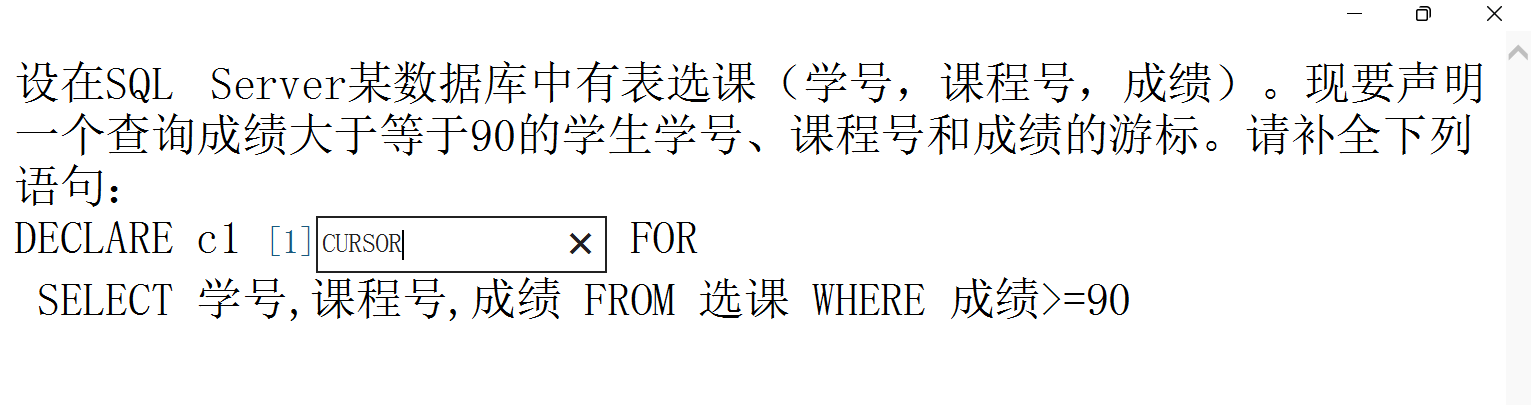 设在SQL Server某数据库中有表选课（学号，课程号，成绩）。现要声明
一个查询成绩大于等于90的学生学号、课程号和成绩的游标。请补全下列
语句：
DECLARE c1 [1] CURSOR FOR
SELECT 学号,课程号,成绩 FROM 选课 WHERE 成绩>=90